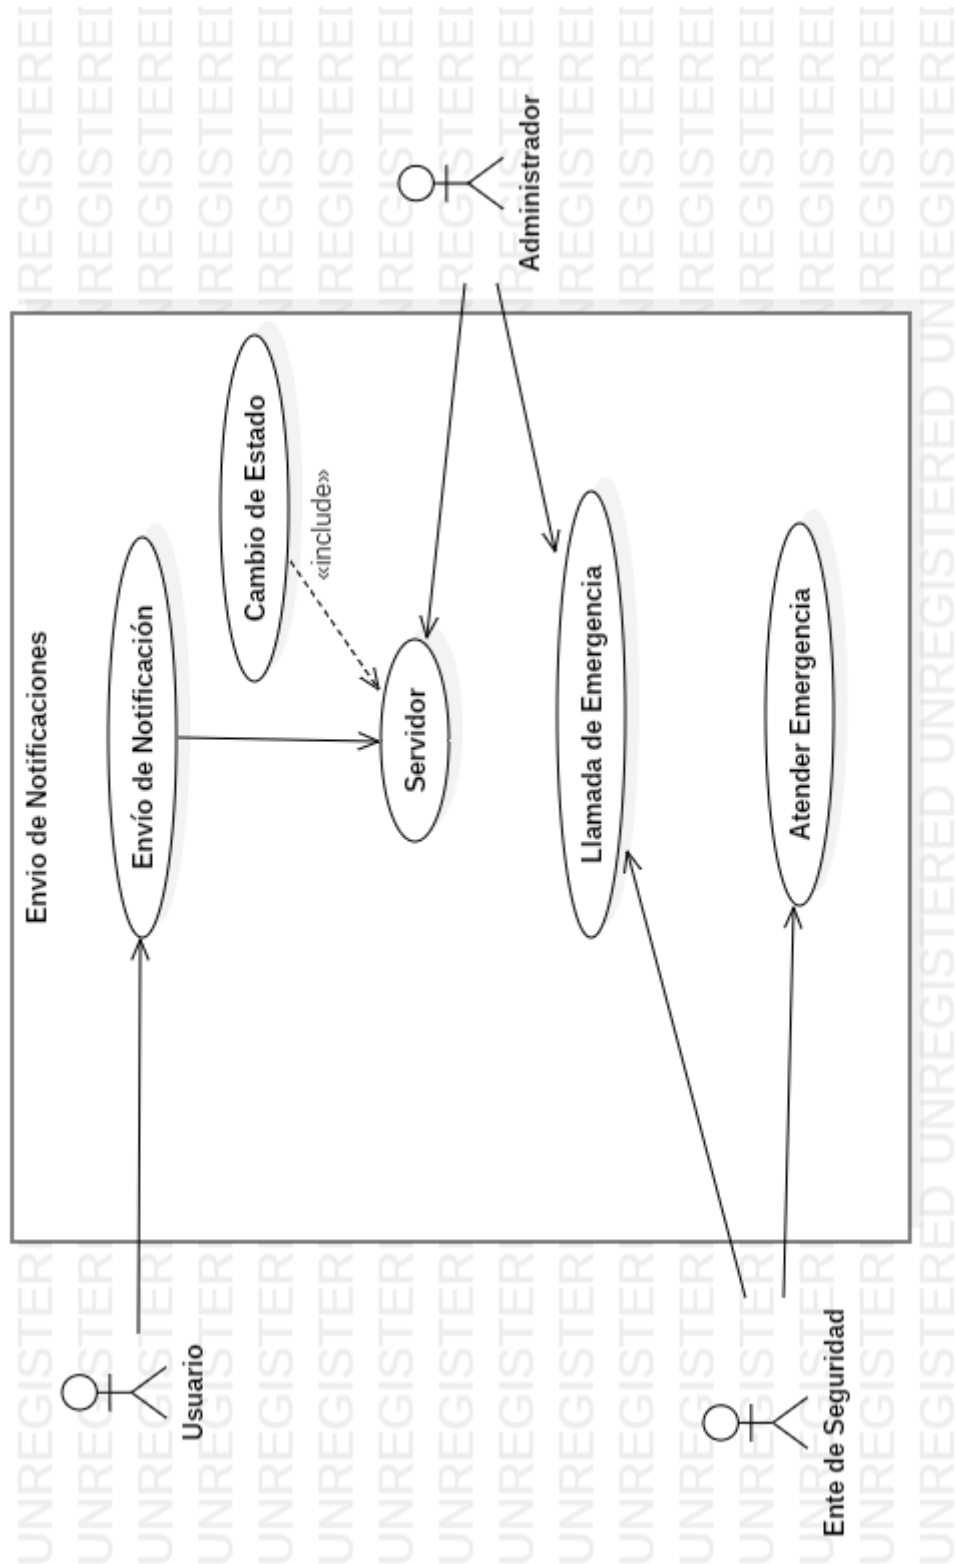 Envio de Notificaciones
Usuario
Envío de Notificación
Cambio de Estado
«include»
Servidor
Administrador
Llamada de Emergencia
Atender Emergencia
Ente de Seguridad
UNREGISTERED UNREGISTERED